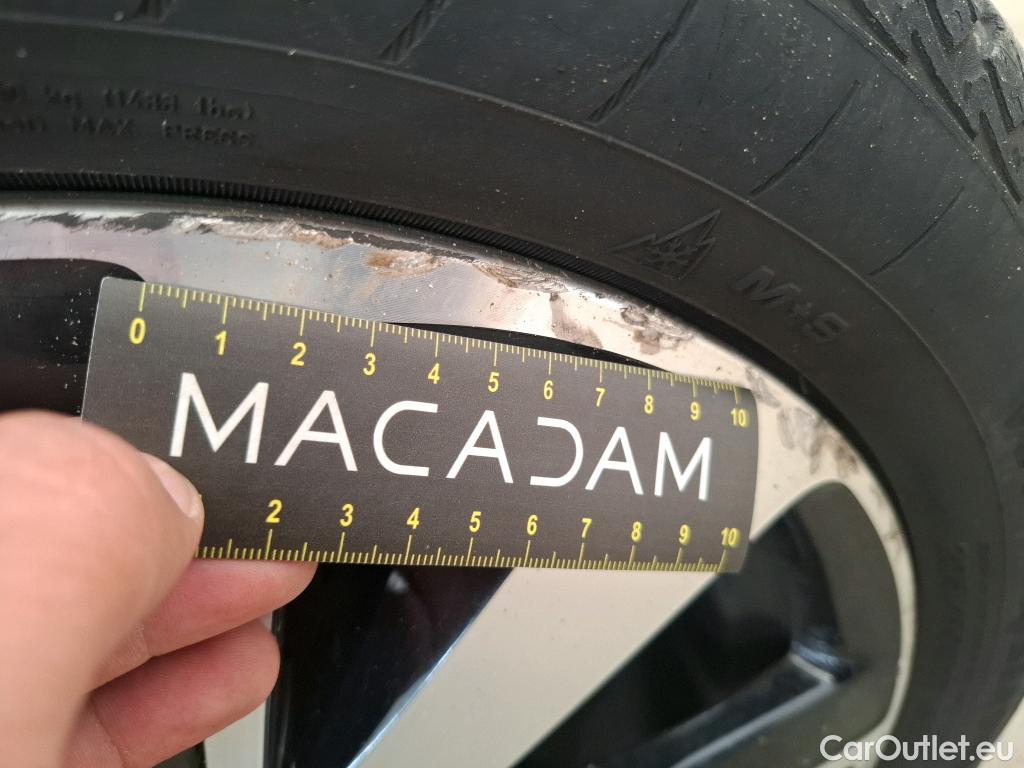 (1433 lbs)
MAX PRESS
M+S
0 1 2 3 4 5 6 7 8 9 10
MACADAM
2 3 4 5 6 7 8 9 10
CarOutlet.eu